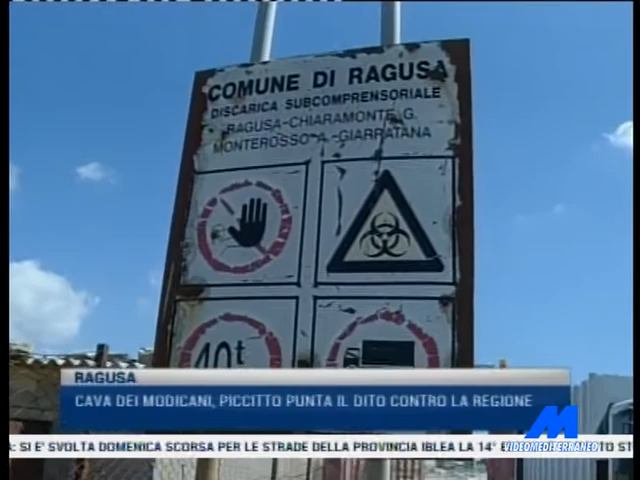 COMUNE DI RAGUSA
DISCARICA SUBCOMPRENSORIALE
RAGUSA-CHIARAMONTE G.
MONTEROSSO A.-GIARRATANA
40t
RAGUSA
CAVA DEI MODICANI, PICCITTO PUNTA IL DITO CONTRO LA REGIONE
M
VIDEOMEDITERRANEO
A: SI E' SVOLTA DOMENICA SCORSA PER LE STRADE DELLA PROVINCIA IBLEA LA 14°